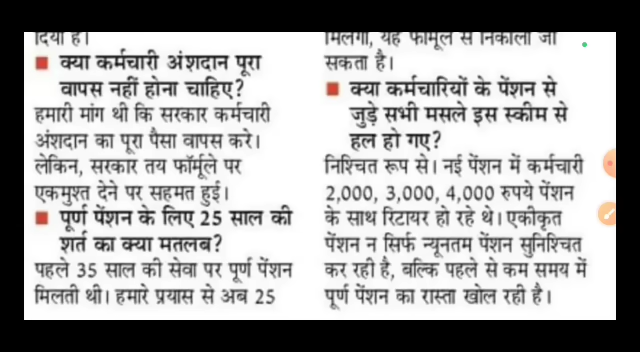 दिया है।
■ क्या कर्मचारी अंशदान पूरा
वापस नहीं होना चाहिए?
हमारी मांग थी कि सरकार कर्मचारी
अंशदान का पूरा पैसा वापस करे।
लेकिन, सरकार तय फॉर्मूले पर
एकमुश्त देने पर सहमत हुई।
■ पूर्ण पेंशन के लिए 25 साल की
शर्त का क्या मतलब?
पहले 35 साल की सेवा पर पूर्ण पेंशन
मिलती थी। हमारे प्रयास से अब 25
मिलेगी, यह फॉर्मूले से निकाला जा
सकता है।
■ क्या कर्मचारियों के पेंशन से
जुड़े सभी मसले इस स्कीम से
हल हो गए?
निश्चित रूप से। नई पेंशन में कर्मचारी
2,000, 3,000, 4,000 रुपये पेंशन
के साथ रिटायर हो रहे थे। एकीकृत
पेंशन न सिर्फ न्यूनतम पेंशन सुनिश्चित
कर रही है, बल्कि पहले से कम समय में
पूर्ण पेंशन का रास्ता खोल रही है।